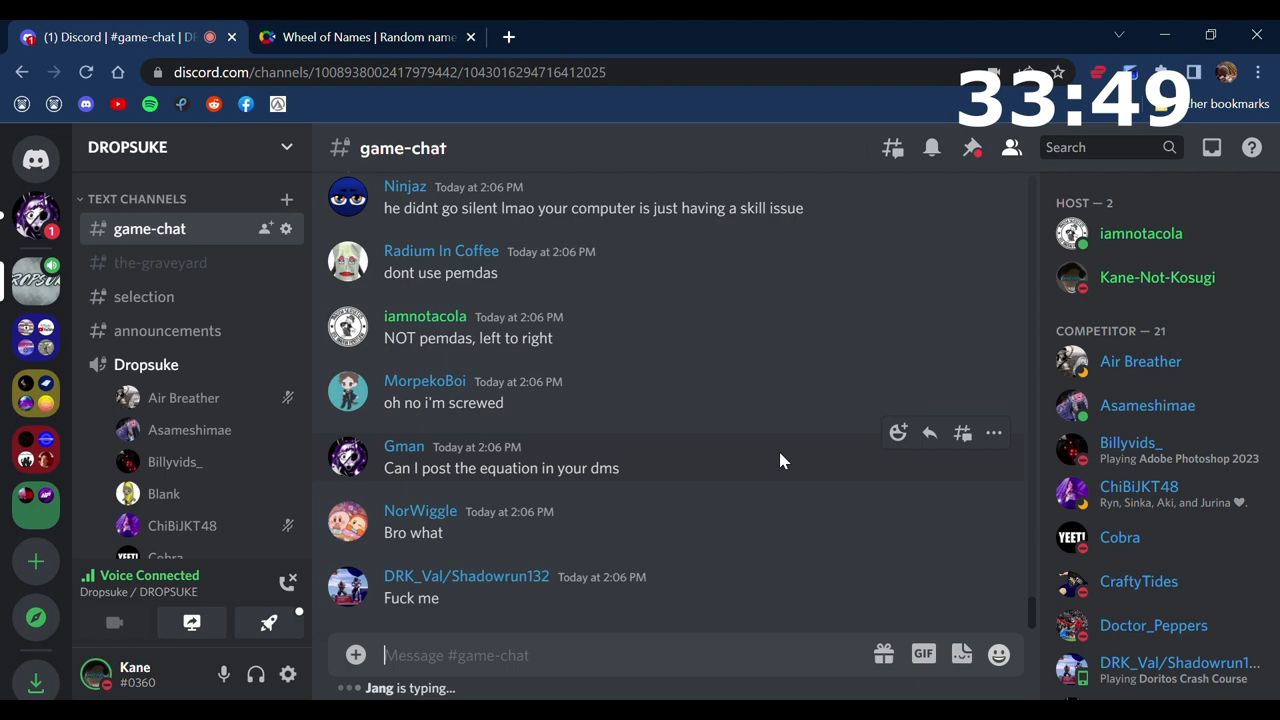 (1) Discord | #game-chat | D
Wheel of Names | Random name
discord.com/channels/1008938002417979442/1043016294716412025
33:49
her bookmarks
DROPSUKE
TEXT CHANNELS
game-chat
the-graveyard
selection
announcements
Dropsuke
Air Breather
Asameshimae
Billyvids_
Blank
ChiBiJKT48
Cobra
Voice Connected
Dropsuke / DROPSUKE
Kane
#0360
game-chat
Search
Ninjaz Today at 2:06 PM
he didnt go silent lmao your computer is just having a skill issue
Radium In Coffee Today at 2:06 PM
dont use pemdas
iamnotacola Today at 2:06 PM
NOT pemdas, left to right
MorpekoBoi Today at 2:06 PM
oh no i'm screwed
Gman Today at 2:06 PM
Can I post the equation in your dms
NorWiggle Today at 2:06 PM
Bro what
DRK_Val/Shadowrun132 Today at 2:06 PM
Fuck me
Message #game-chat
GIF
Jang is typing...
HOST — 2
iamnotacola
Kane-Not-Kosugi
COMPETITOR — 21
Air Breather
Asameshimae
Billyvids_
Playing Adobe Photoshop 2023
ChiBiJKT48
Ryn, Sinka, Aki, and Jurina ♥.
YEET!
Cobra
CraftyTides
Doctor_Peppers
DRK_Val/Shadowrun1...
Playing Doritos Crash Course